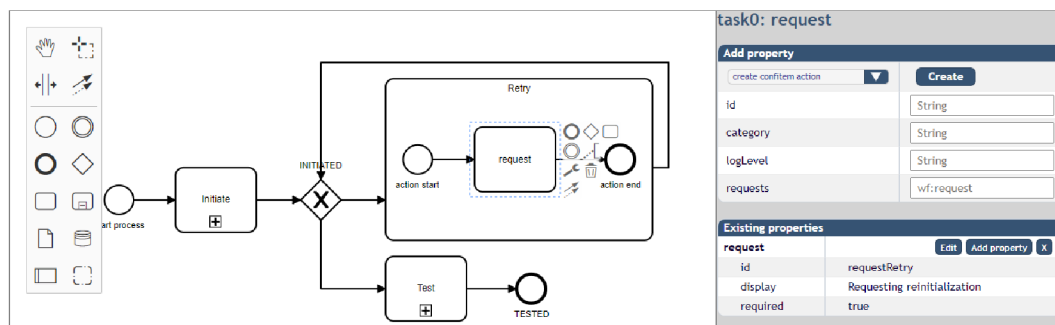 task0: request
Add property
create confitem action
Create
id
String
category
String
logLevel
String
requests
wf:request
Existing properties
request
Edit
Add property
X
id
requestRetry
display
Requesting reinitialization
required
true
Retry
request
action start
action end
INITIATED
X
Initiate
art process
Test
TESTED